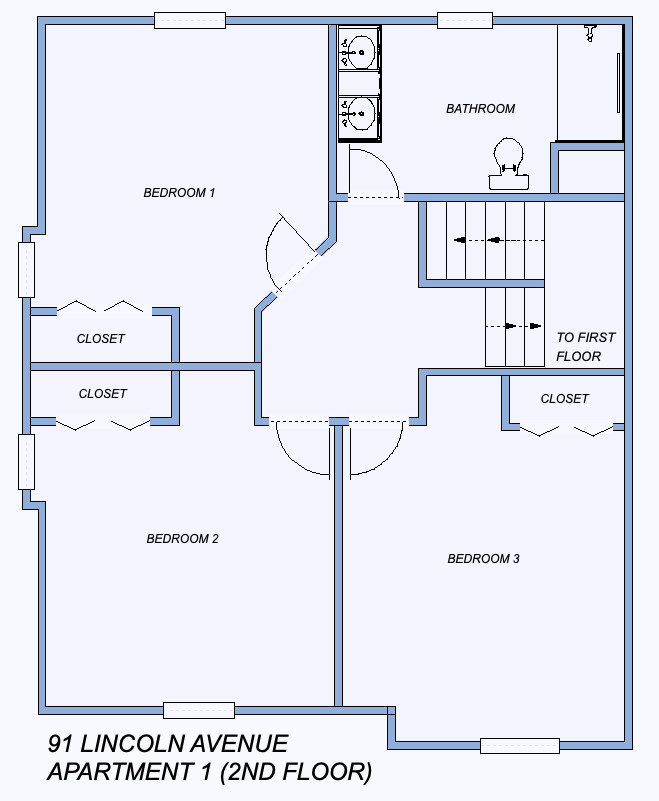 BATHROOM
BEDROOM 1
TO FIRST
FLOOR
CLOSET
CLOSET
CLOSET
BEDROOM 2
BEDROOM 3
91 LINCOLN AVENUE
APARTMENT 1 (2ND FLOOR)